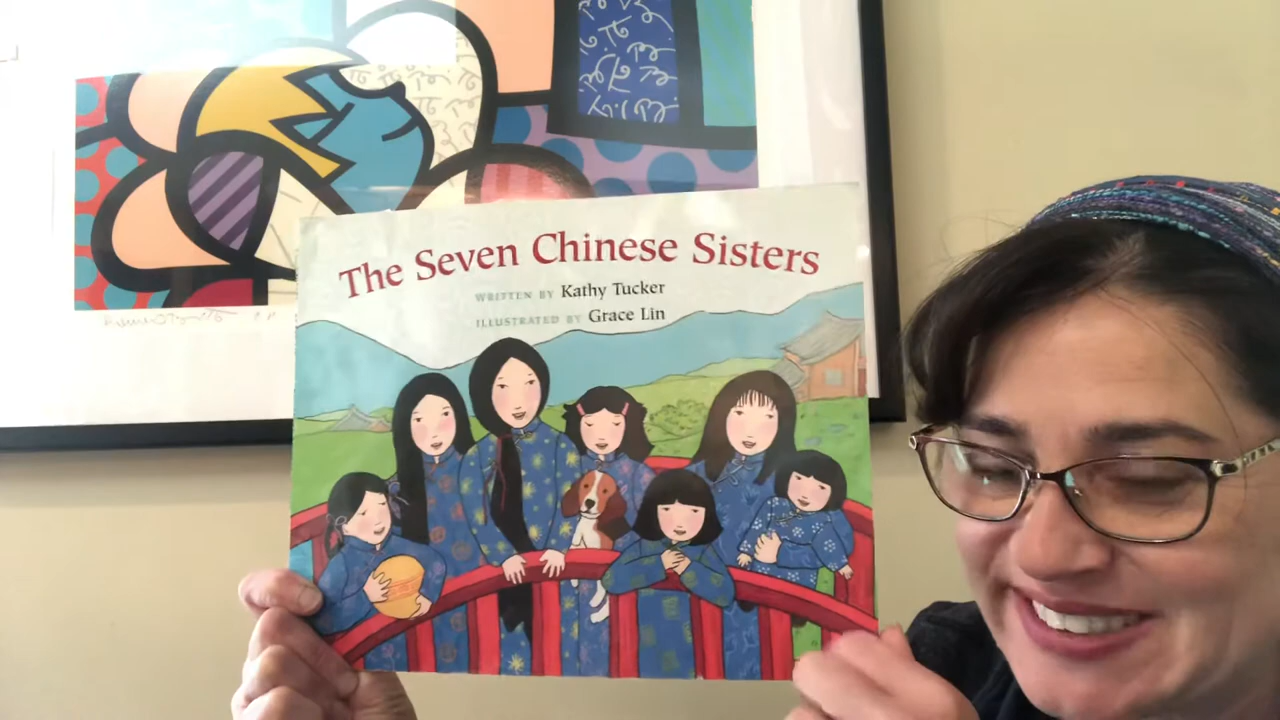 The Seven Chinese Sisters
WRITTEN BY Kathy Tucker
ILLUSTRATED BY Grace Lin